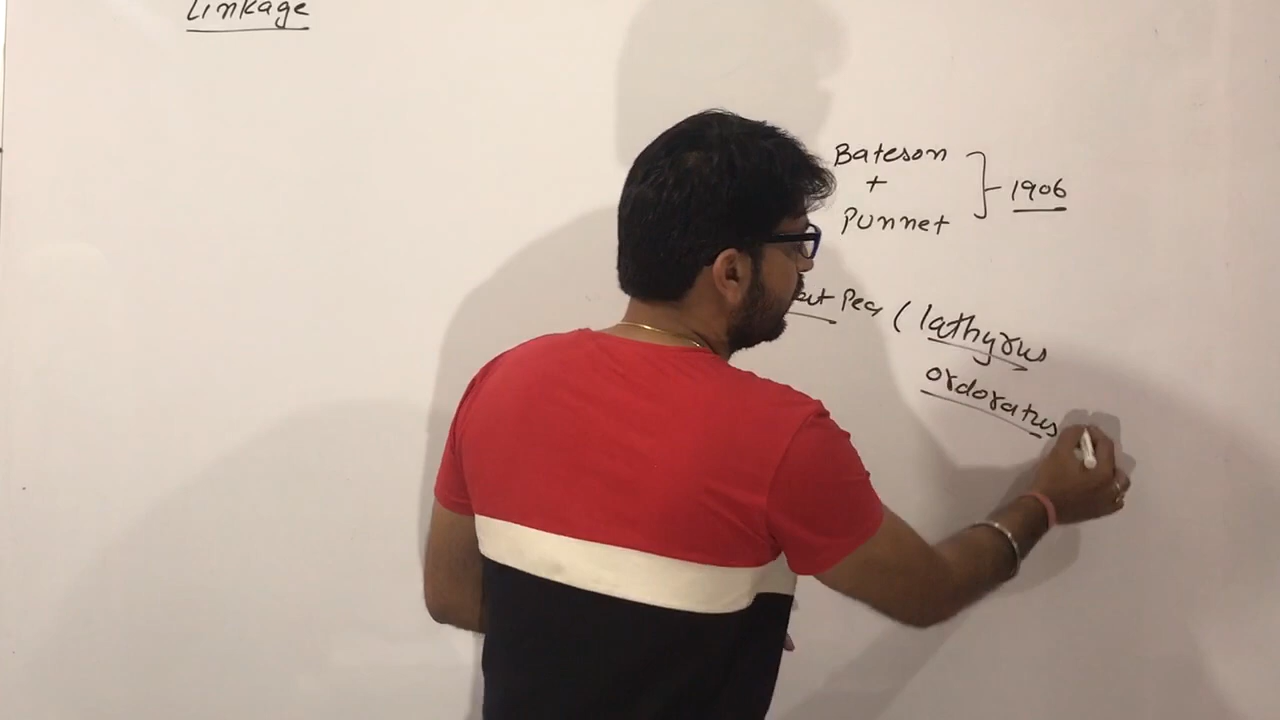 Linkage
Bateson
+
Punnet
1906
Pea (lathyrus
ordoratus